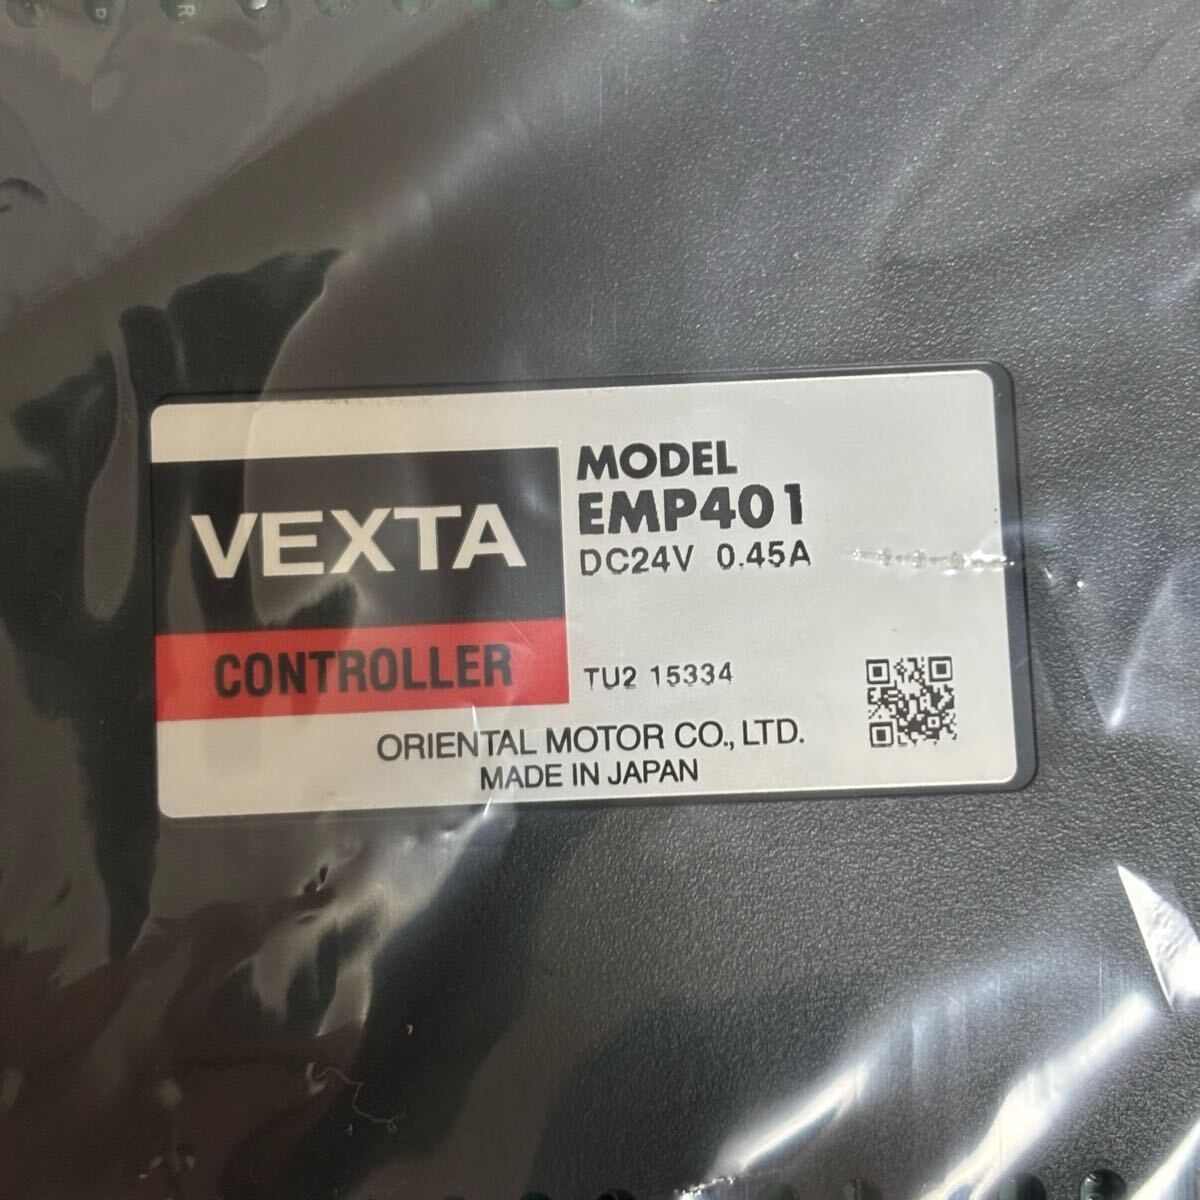 VEXTA
CONTROLLER
MODEL
EMP401
DC24V 0.45A
TU2 15334
ORIENTAL MOTOR CO., LTD.
MADE IN JAPAN